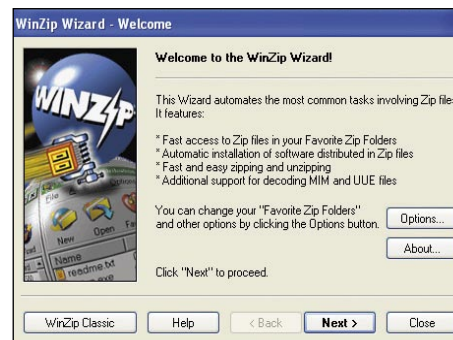 WinZip Wizard - Welcome
WINZIP
File
New Open
Name
readme.txt
Welcome to the WinZip Wizard!
This Wizard automates the most common tasks involving Zip files
It features:
* Fast access to Zip files in your Favorite Zip Folders
* Automatic installation of software distributed in Zip files
* Fast and easy zipping and unzipping
* Additional support for decoding MIM and UUE files
You can change your "Favorite Zip Folders"
and other options by clicking the Options button.
Options...
About...
Click "Next" to proceed.
WinZip Classic Help < Back Next > Close